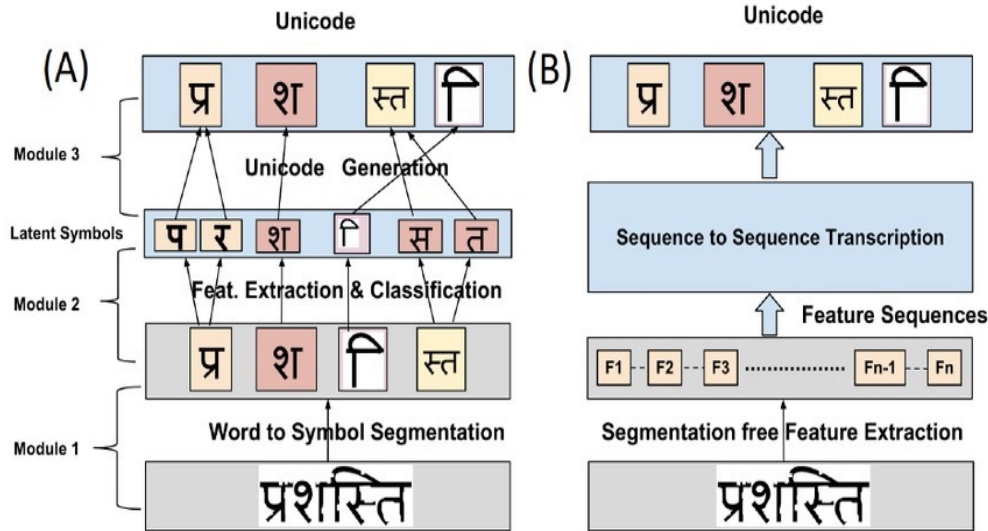 Unicode
(A)
प्र श स्त ि
Module 3
Unicode Generation
Latent Symbols
प र श ि स त
Module 2
Feat. Extraction & Classification
प्र श ि स्त
Word to Symbol Segmentation
Module 1
प्रशस्ति
Unicode
(B)
प्र श स्त ि
Sequence to Sequence Transcription
Feature Sequences
F1 F2 F3 Fn-1 Fn
Segmentation free Feature Extraction
प्रशास्ति